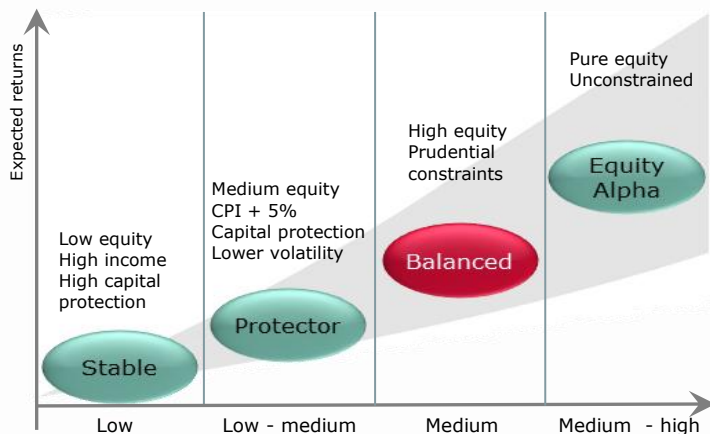 Expected returns
Pure equity
Unconstrained
High equity
Prudential
constraints
Equity
Alpha
Medium equity
CPI + 5%
Capital protection
Lower volatility
Balanced
Low equity
High income
High capital
protection
Protector
Stable
Low
Low - medium
Medium
Medium - high